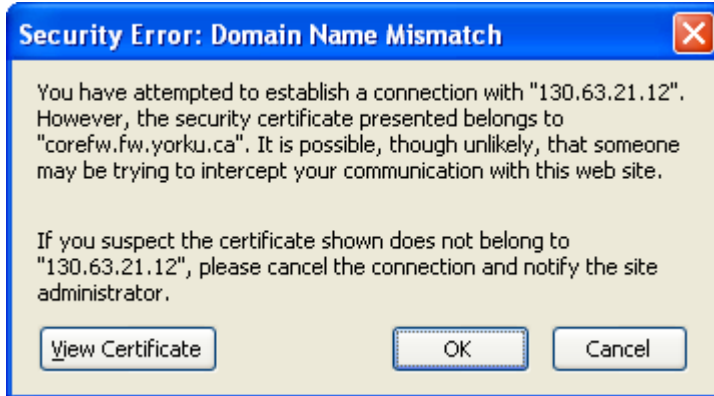 Security Error: Domain Name Mismatch
You have attempted to establish a connection with "130.63.21.12".
However, the security certificate presented belongs to
"corefw.fw.yorku.ca". It is possible, though unlikely, that someone
may be trying to intercept your communication with this web site.
If you suspect the certificate shown does not belong to
"130.63.21.12", please cancel the connection and notify the site
administrator.
View Certificate OK Cancel